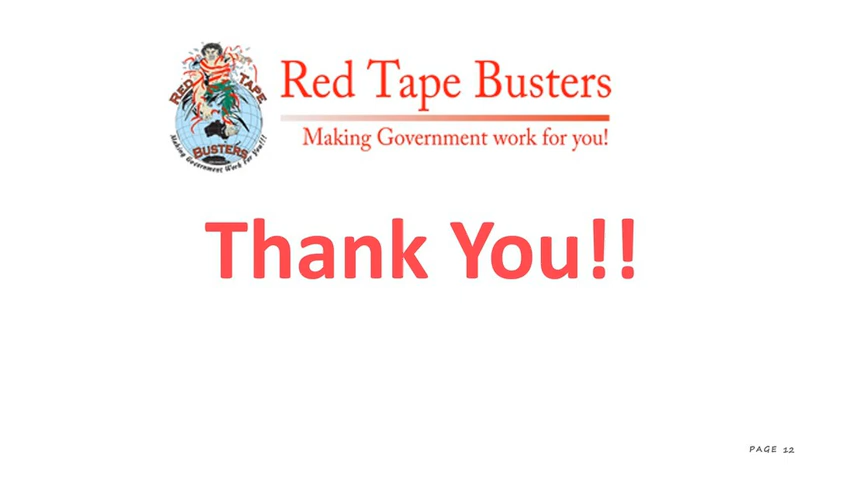 RED TAPE
BUSTERS
Making Government Work For You!!!
Red Tape Busters
Making Government work for you!
Thank You!!
PAGE 12